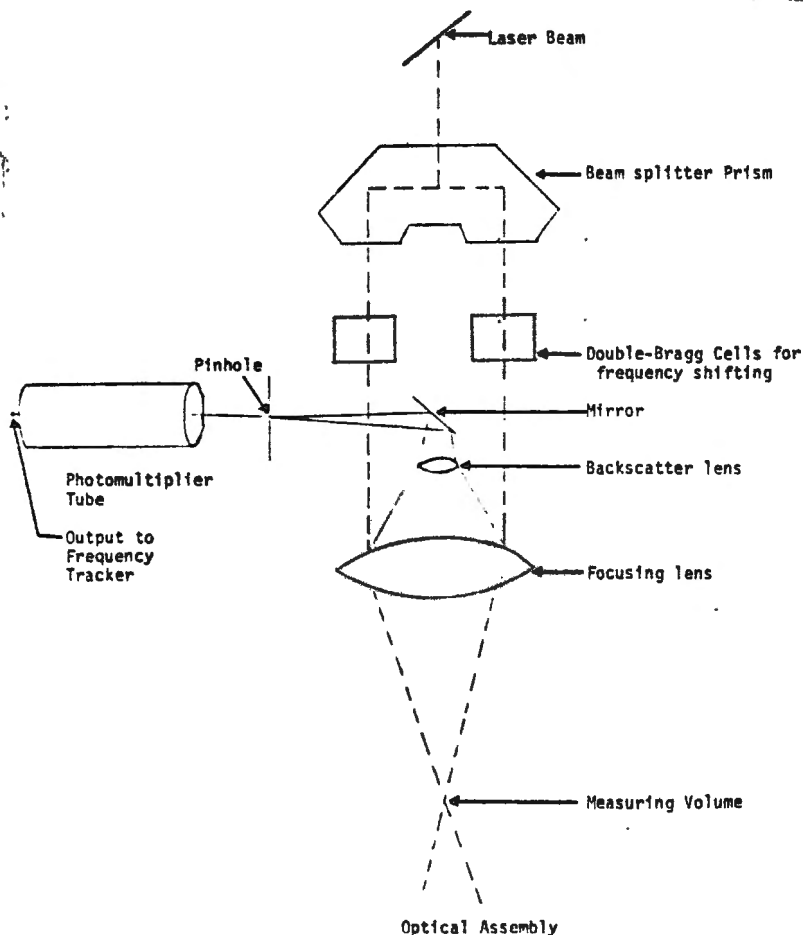 Laser Beam
Beam splitter Prism
Double-Bragg Cells for
frequency shifting
Pinhole
Mirror
Backscatter lens
Photomultiplier
Tube
Output to
Frequency
Tracker
Focusing lens
Measuring Volume
Optical Assembly